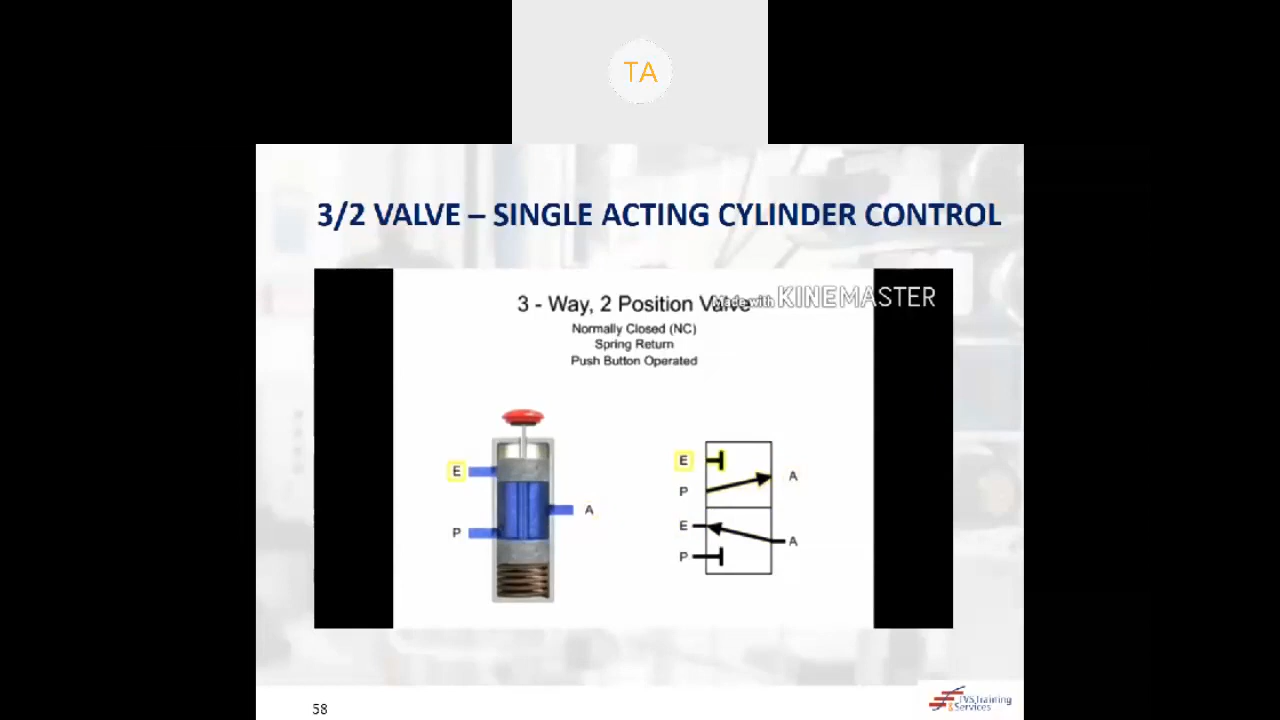 TA
3/2 VALVE – SINGLE ACTING CYLINDER CONTROL
3 - Way, 2 Position Valve
Made with KINEMASTER
Normally Closed (NC)
Spring Return
Push Button Operated
E
P
A
E
P
A
E
P
A
58
TVS Training
& Services